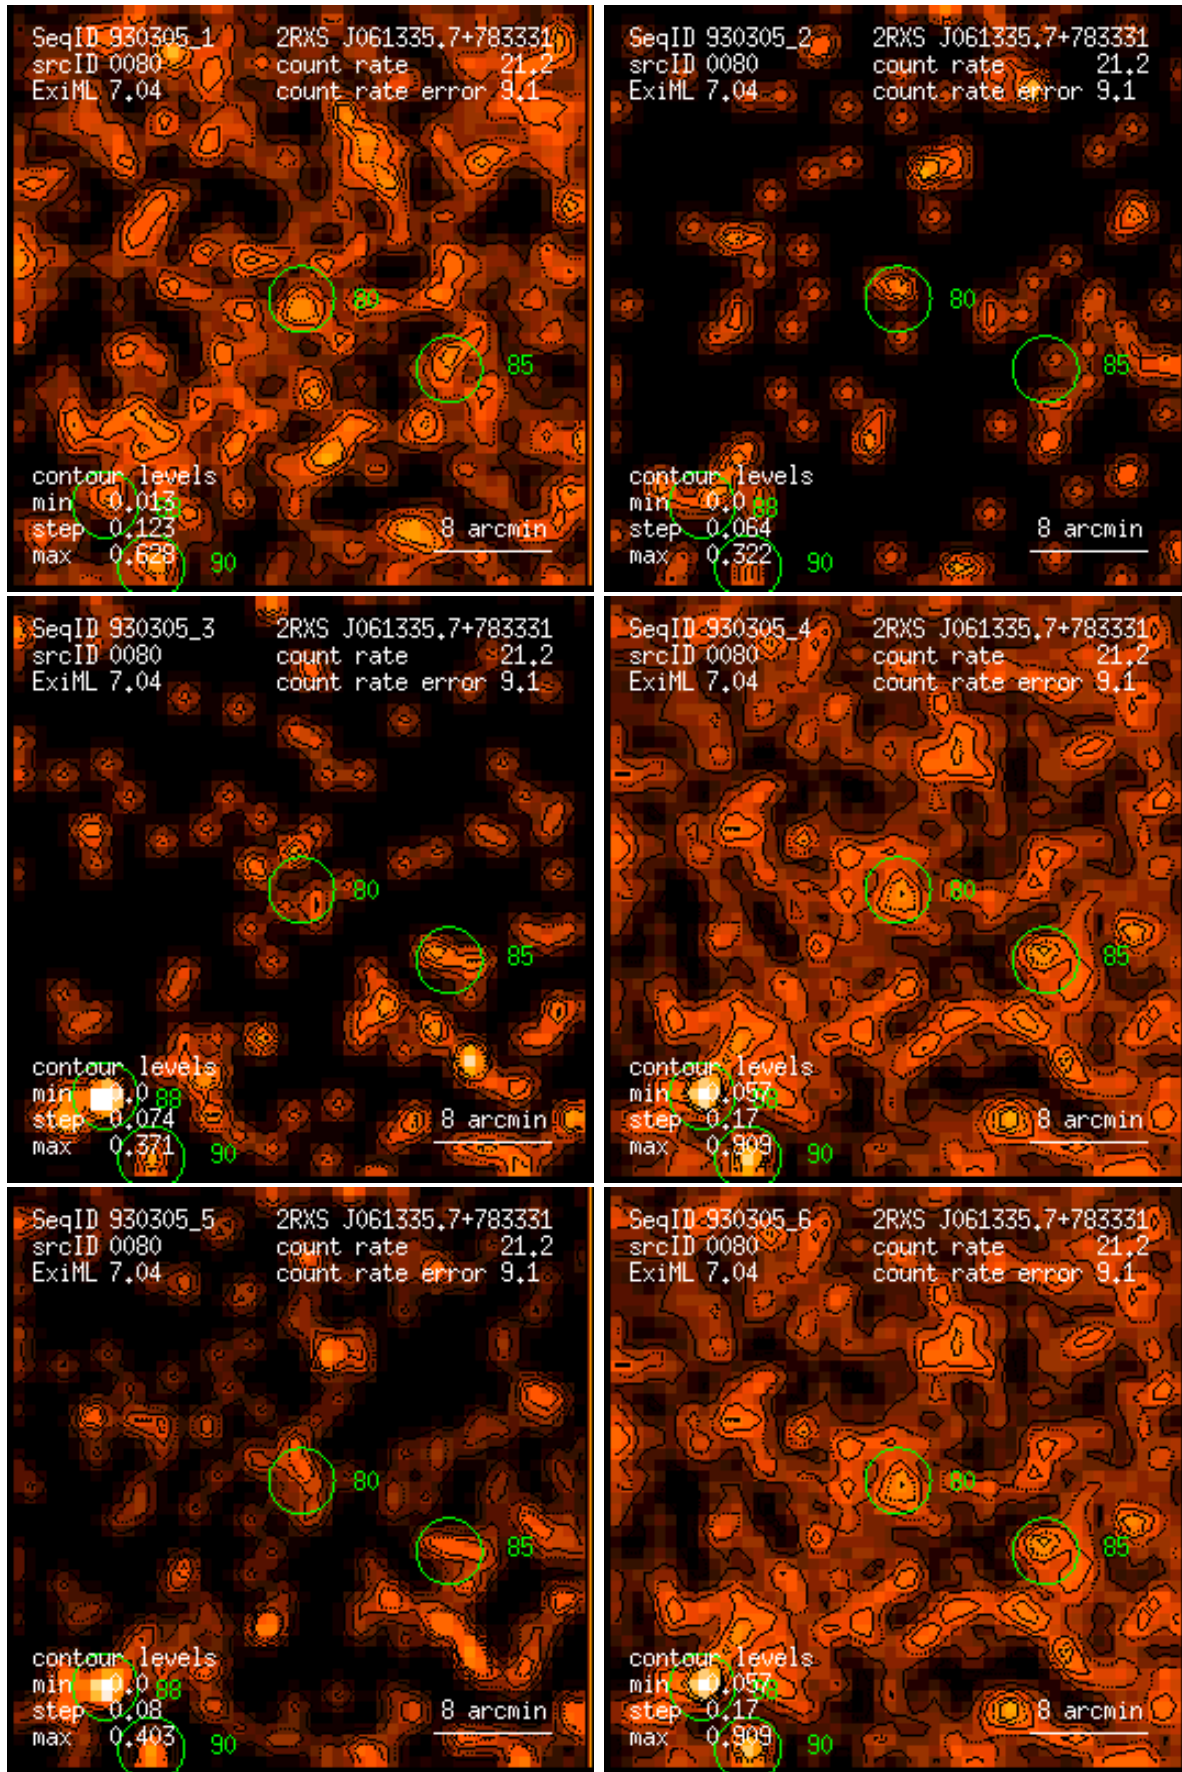 SeqID 930305_1 2RXS J061335.7+783331
srcID 0080 count rate 21.2
ExiML 7.04 count rate error 9.1
80
85
contour levels
min 0.013 88
step 0.123 8 arcmin
max 0.628 90
SeqID 930305_2 2RXS J061335.7+783331
srcID 0080 count rate 21.2
ExiML 7.04 count rate error 9.1
80
85
contour levels
min 0.0 88
step 0.064 8 arcmin
max 0.322 90
SeqID 930305_3 2RXS J061335.7+783331
srcID 0080 count rate 21.2
ExiML 7.04 count rate error 9.1
80
85
contour levels
min 0.0 88
step 0.074 8 arcmin
max 0.371 90
SeqID 930305_4 2RXS J061335.7+783331
srcID 0080 count rate 21.2
ExiML 7.04 count rate error 9.1
80
85
contour levels
min 0.057 88
step 0.17 8 arcmin
max 0.909 90
SeqID 930305_5 2RXS J061335.7+783331
srcID 0080 count rate 21.2
ExiML 7.04 count rate error 9.1
80
85
contour levels
min 0.0 88
step 0.08 8 arcmin
max 0.403 90
SeqID 930305_6 2RXS J061335.7+783331
srcID 0080 count rate 21.2
ExiML 7.04 count rate error 9.1
80
85
contour levels
min 0.057 88
step 0.17 8 arcmin
max 0.909 90